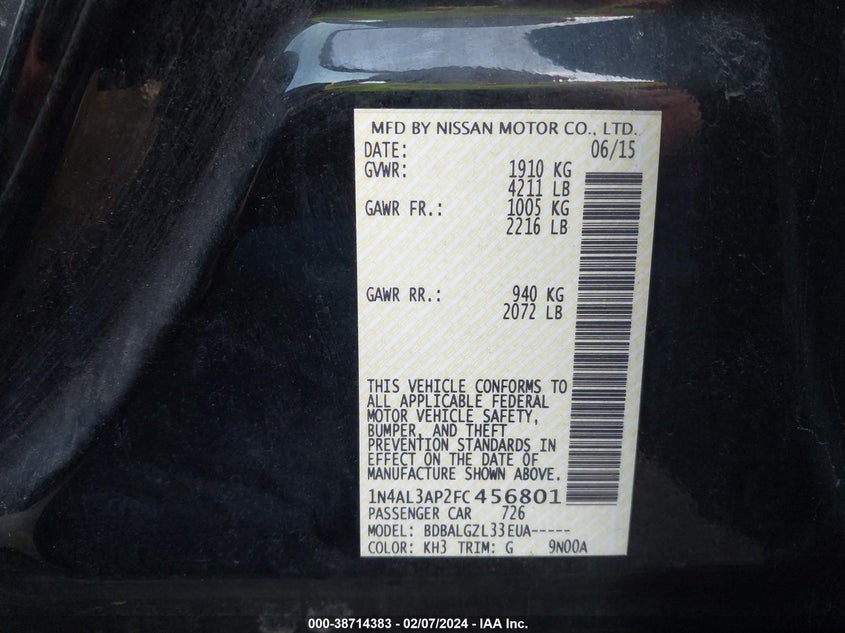 MFD BY NISSAN MOTOR CO., LTD.
DATE: 06/15
GVWR: 1910 KG
4211 LB
GAWR FR.: 1005 KG
2216 LB
GAWR RR.: 940 KG
2072 LB
THIS VEHICLE CONFORMS TO
ALL APPLICABLE FEDERAL
MOTOR VEHICLE SAFETY,
BUMPER, AND THEFT
PREVENTION STANDARDS IN
EFFECT ON THE DATE OF
MANUFACTURE SHOWN ABOVE.
1N4AL3AP2FC456801
PASSENGER CAR 726
MODEL: BDBALGZL33EUA-----
COLOR: KH3 TRIM: G 9N00A
000-38714383 - 02/07/2024 - IAA Inc.